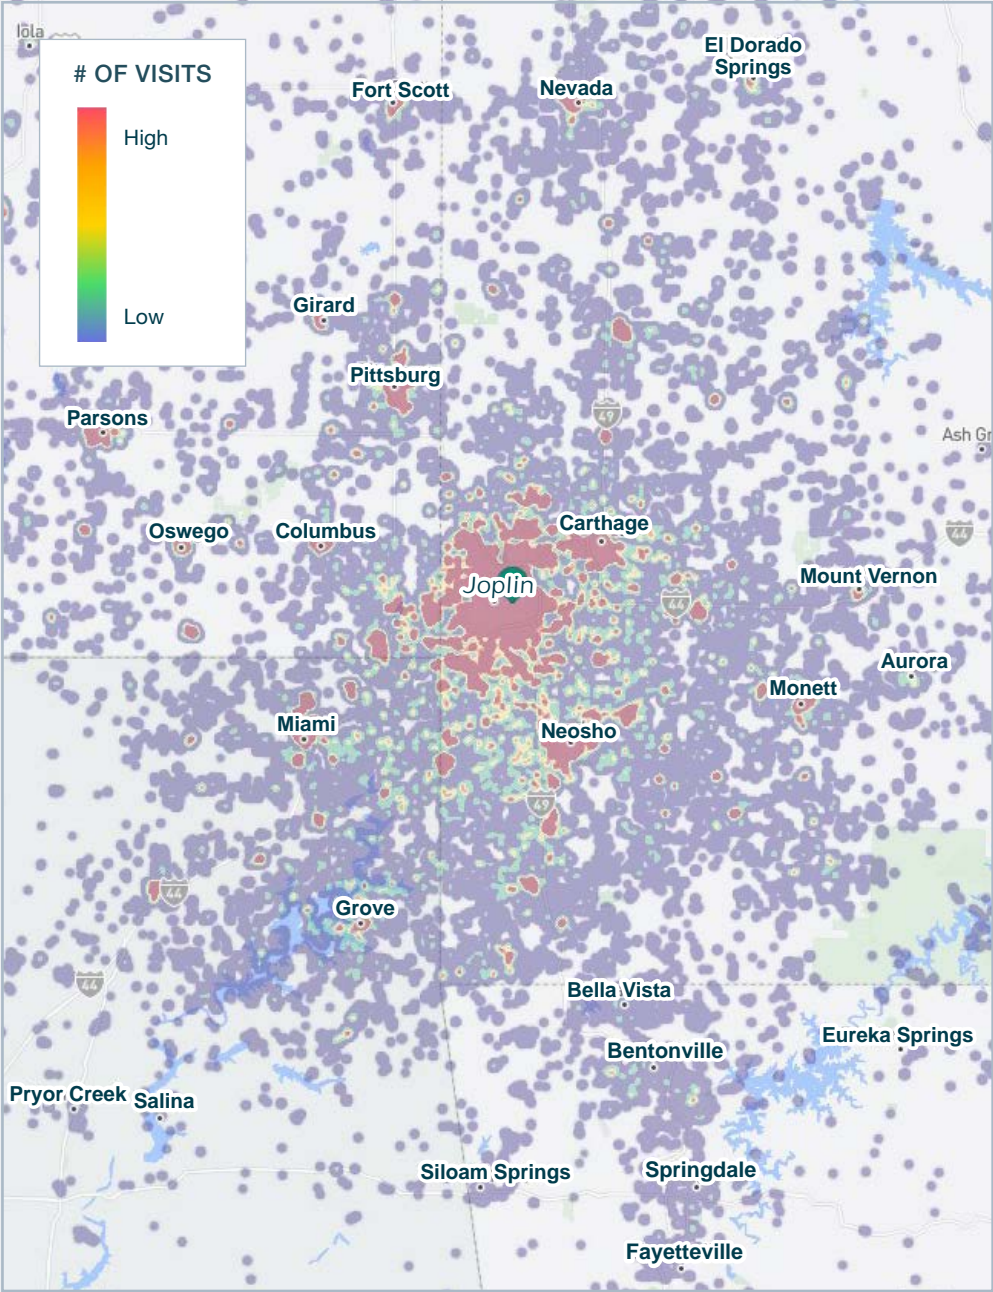 Iola
# OF VISITS
High
Low
El Dorado
Springs
Fort Scott
Nevada
Girard
Pittsburg
Parsons
49
Ash Gr
Oswego
Columbus
Carthage
44
Joplin
Mount Vernon
44
Aurora
Monett
Miami
Neosho
49
44
Grove
44
Bella Vista
Eureka Springs
Bentonville
Pryor Creek
Salina
Siloam Springs
Springdale
Fayetteville